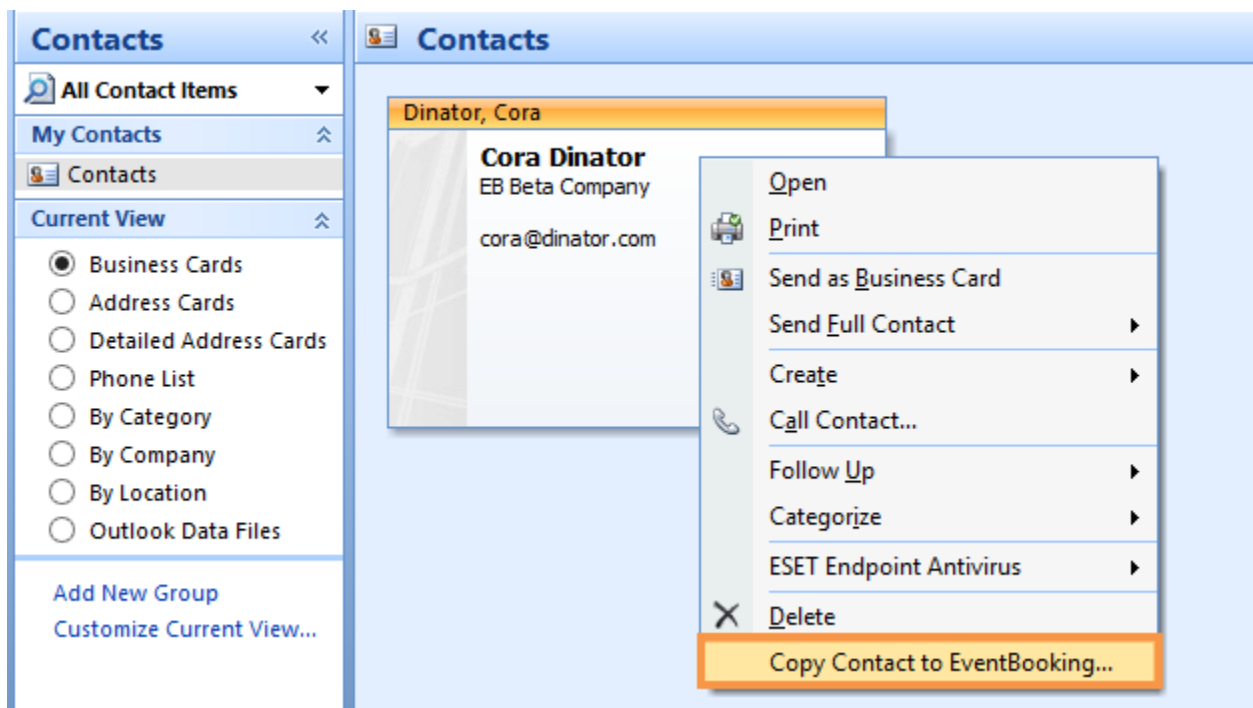 Contacts
All Contact Items
My Contacts
Contacts
Current View
Business Cards
Address Cards
Detailed Address Cards
Phone List
By Category
By Company
By Location
Outlook Data Files
Add New Group
Customize Current View...
Contacts
Dinator, Cora
Cora Dinator
EB Beta Company
cora@dinator.com
Open
Print
Send as Business Card
Send Full Contact
Create
Call Contact...
Follow Up
Categorize
ESET Endpoint Antivirus
Delete
Copy Contact to EventBooking...